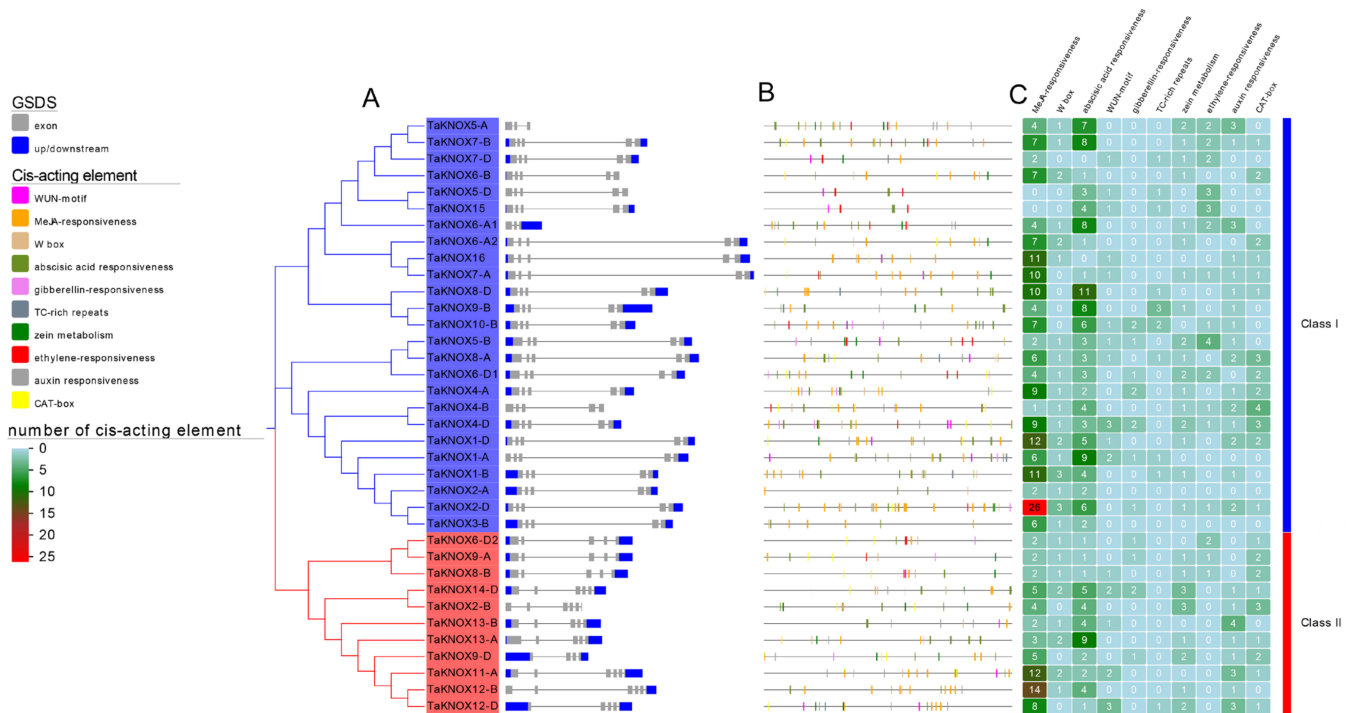 GSDS
exon
up/downstream
Cis-acting element
WUN-motif
MeJA-responsiveness
W box
abscisic acid responsiveness
gibberellin-responsiveness
TC-rich repeats
zein metabolism
ethylene-responsiveness
auxin responsiveness
CAT-box
number of cis-acting element
0
5
10
15
20
25
A
B
C
MeJA-responsiveness
W box
abscisic acid responsive
WUN-motif
gibberellin-responsiveness
TC-rich repeats
zein metabolism
ethylene-responsiveness
auxin responsive
CAT-box
TaKNOX5-A 4 1 7 0 0 0 2 2 3 0
TaKNOX7-B 7 1 8 0 0 0 1 2 1 1
TaKNOX7-D 2 0 0 1 0 1 1 2 0 0
TaKNOX6-B 7 2 1 0 0 0 1 0 0 2
TaKNOX5-D 0 0 3 1 0 1 0 3 0 0
TaKNOX15 0 0 4 1 0 1 0 3 0 0
TaKNOX6-A1 4 1 8 0 0 0 1 2 3 0
TaKNOX6-A2 7 2 1 0 0 0 1 0 0 2
TaKNOX16 11 1 0 1 0 0 0 0 1 1
TaKNOX7-A 10 0 1 1 0 0 1 1 1 1
TaKNOX8-D 10 0 11 0 0 0 1 0 1 1
TaKNOX9-B 4 0 8 0 0 3 1 0 0 0
TaKNOX10-B 7 0 6 1 2 2 0 1 1 0
TaKNOX5-B 2 1 3 1 0 1 2 4 0 0
TaKNOX8-A 6 1 3 0 0 1 1 0 2 3
TaKNOX6-D1 4 1 3 0 1 0 2 2 0 2
TaKNOX4-A 9 0 2 0 2 0 0 0 1 2
TaKNOX4-B 1 1 4 0 0 0 1 1 2 4
TaKNOX4-D 9 1 3 3 2 0 1 0 2 3
TaKNOX1-D 12 2 5 0 0 0 1 0 2 2
TaKNOX1-A 6 1 9 2 1 1 0 0 1 0
TaKNOX1-B 11 3 4 0 0 1 1 0 1 0
TaKNOX2-A 2 1 2 0 0 0 0 0 0 0
TaKNOX2-D 26 3 6 0 0 0 1 1 2 1
TaKNOX3-B 6 1 2 0 0 0 0 0 0 0
Class I
TaKNOX6-D2 2 1 1 0 1 0 0 2 0 1
TaKNOX9-A 2 1 1 0 1 0 1 1 0 2
TaKNOX8-B 2 1 1 1 0 0 1 1 0 2
TaKNOX14-D 5 2 5 2 2 0 3 0 1 1
TaKNOX2-B 4 0 4 0 0 0 3 0 1 3
TaKNOX13-B 2 1 4 1 0 0 0 0 4 0
TaKNOX13-A 3 2 9 0 0 0 1 0 1 1
TaKNOX9-D 5 0 2 0 1 0 2 0 1 2
TaKNOX11-A 12 2 2 2 0 0 0 0 3 1
TaKNOX12-B 14 1 4 0 0 0 1 0 0 1
TaKNOX12-D 8 0 1 3 0 0 2 0 3 1
Class II